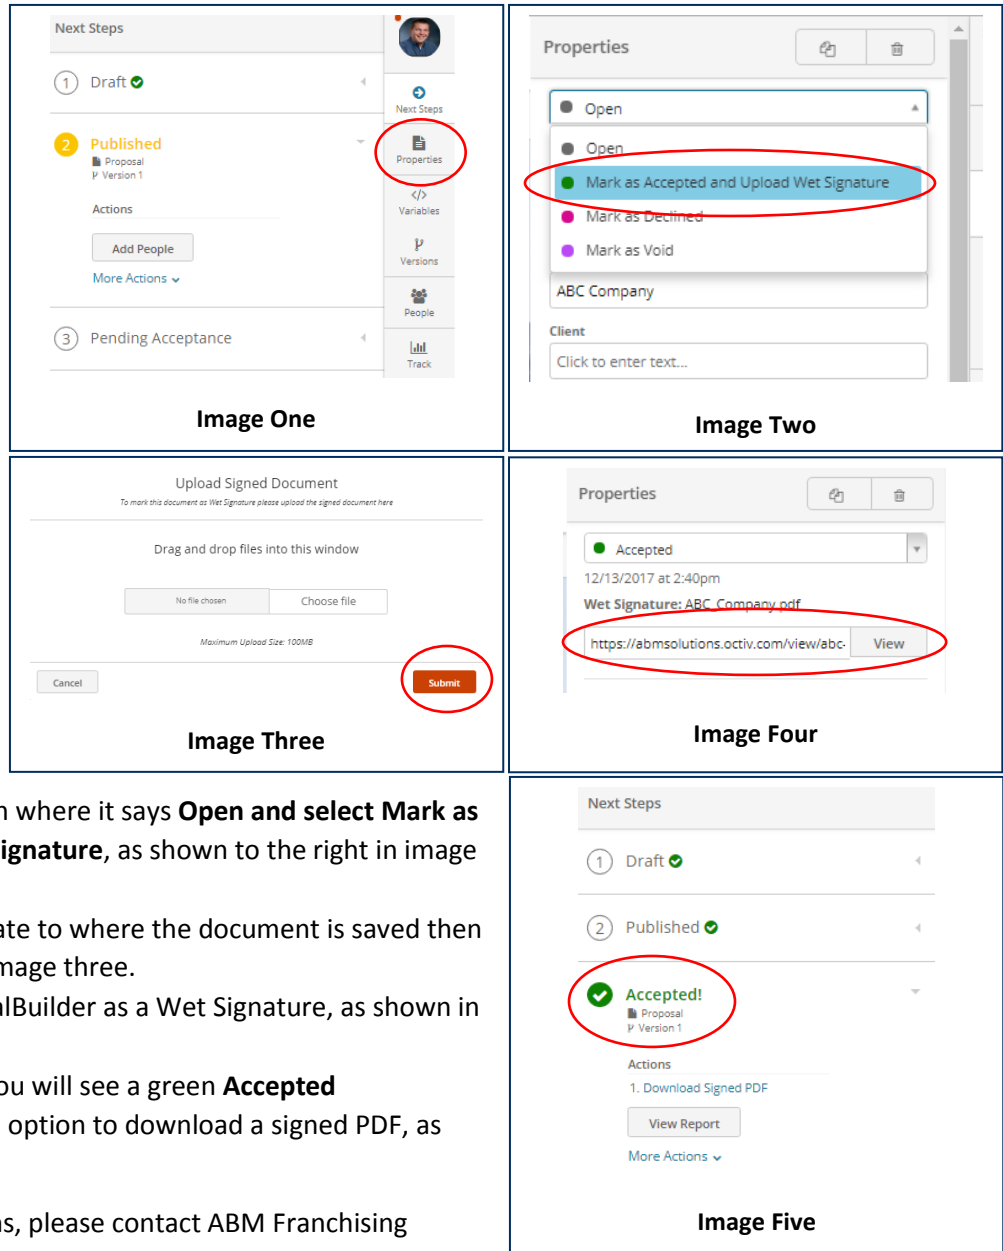 Next Steps
1 Draft
Next Steps
2 Published
Proposal
Version 1
Properties
Actions
</>
Variables
Add People
Versions
More Actions
People
3 Pending Acceptance
Track
Image One
Properties
Open
Open
Mark as Accepted and Upload Wet Signature
Mark as Declined
Mark as Void
ABC Company
Client
Click to enter text...
Image Two
Upload Signed Document
To mark this document as Wet Signature please upload the signed document here
Drag and drop files into this window
No file chosen Choose file
Maximum Upload Size: 100MB
Cancel Submit
Image Three
Properties
Accepted
12/13/2017 at 2:40pm
Wet Signature: ABC_Company.pdf
https://abmsolutions.octiv.com/view/abc- View
Image Four
where it says Open and select Mark as
ignature, as shown to the right in image
ate to where the document is saved then
mage three.
alBuilder as a Wet Signature, as shown in
ou will see a green Accepted
option to download a signed PDF, as
ns, please contact ABM Franchising
Next Steps
1 Draft
2 Published
Accepted!
Proposal
Version 1
Actions
1. Download Signed PDF
View Report
More Actions
Image Five